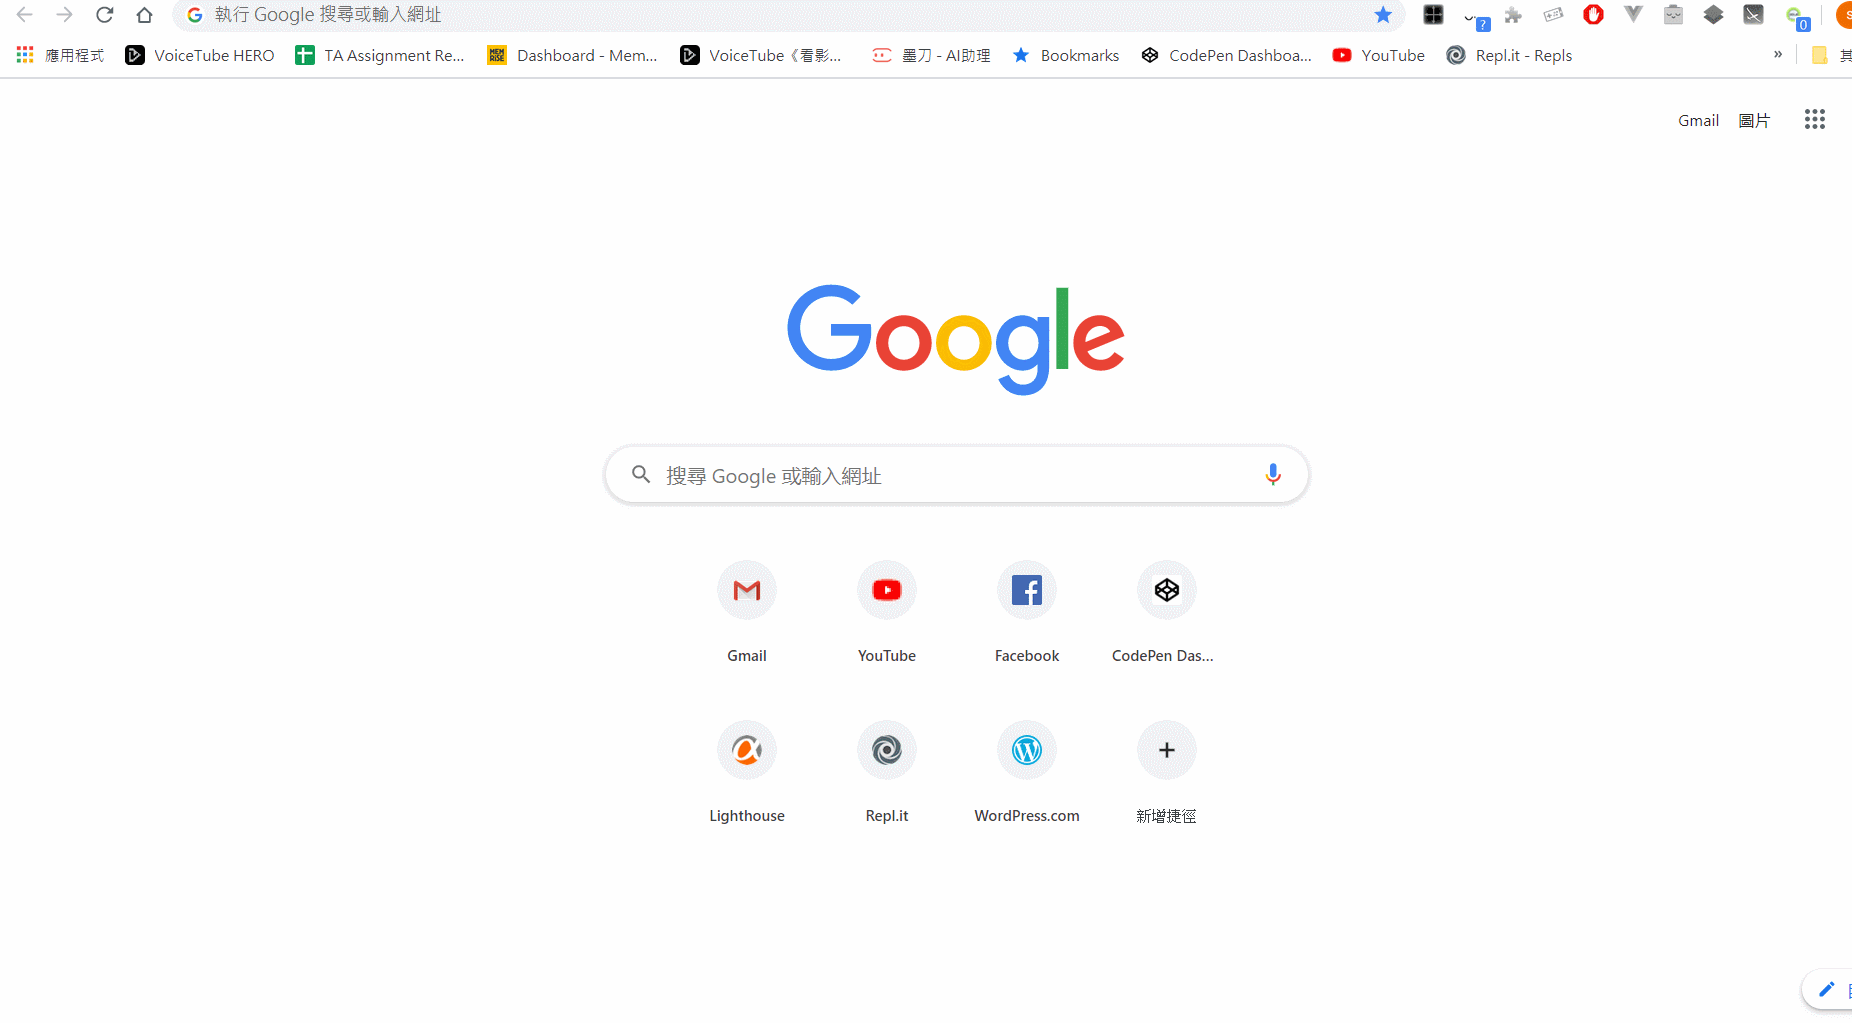 執行 Google 搜尋或輸入網址
?
0
應用程式 VoiceTube HERO TA Assignment Re... MEM RISE Dashboard - Mem... VoiceTube《看影... 墨刀 - AI助理 Bookmarks CodePen Dashboa... YouTube Repl.it - Repls »
Gmail 圖片
Google
搜尋 Google 或輸入網址
Gmail YouTube Facebook CodePen Das...
Lighthouse Repl.it WordPress.com 新增捷徑